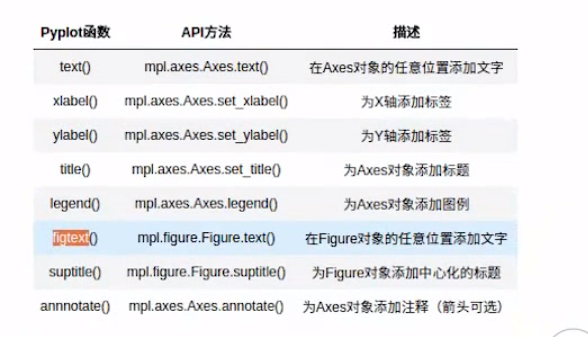 Pyplot函数 API方法 描述
text() mpl.axes.Axes.text() 在Axes对象的任意位置添加文字
xlabel() mpl.axes.Axes.set_xlabel() 为X轴添加标签
ylabel() mpl.axes.Axes.set_ylabel() 为Y轴添加标签
title() mpl.axes.Axes.set_title() 为Axes对象添加标题
legend() mpl.axes.Axes.legend() 为Axes对象添加图例
figtext() mpl.figure.Figure.text() 在Figure对象的任意位置添加文字
suptitle() mpl.figure.Figure.suptitle() 为Figure对象添加中心化的标题
annnotate() mpl.axes.Axes.annotate() 为Axes对象添加注释（箭头可选）